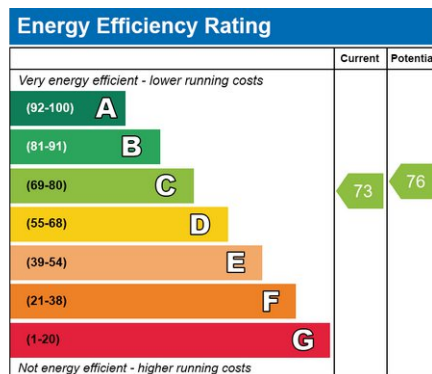 Energy Efficiency Rating
Current Potentia
Very energy efficient - lower running costs
(92-100) A
(81-91) B
(69-80) C 73 76
(55-68) D
(39-54) E
(21-38) F
(1-20) G
Not energy efficient - higher running costs